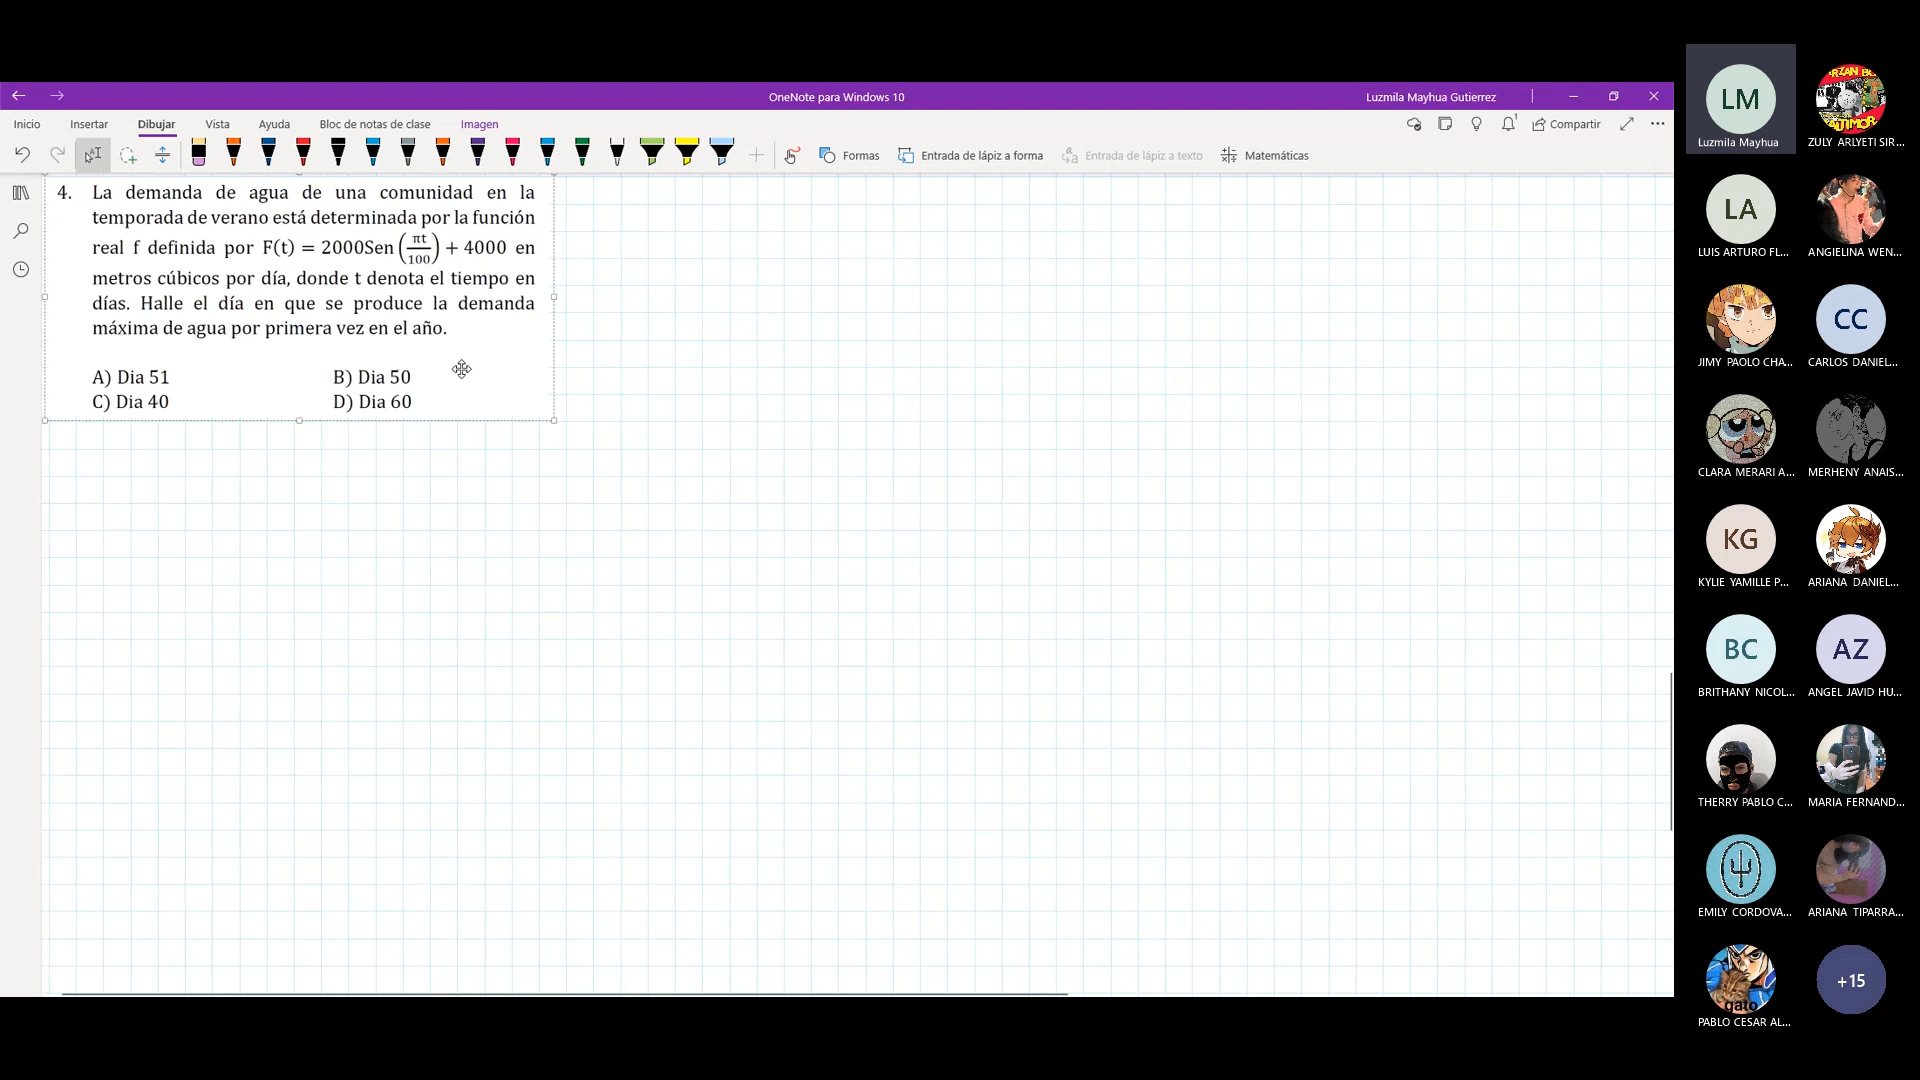 OneNote para Windows 10
Luzmila Mayhua Gutierrez
Inicio
Insertar
Dibujar
Vista
Ayuda
Bloc de notas de clase
Imagen
Compartir
Formas
Entrada de lápiz a forma
Entrada de lápiz a texto
Matemáticas
4. La demanda de agua de una comunidad en la
temporada de verano está determinada por la función
real f definida por F(t) = 2000Sen(πt/100) + 4000 en
metros cúbicos por día, donde t denota el tiempo en
días. Halle el día en que se produce la demanda
máxima de agua por primera vez en el año.
A) Dia 51 B) Dia 50
C) Dia 40 D) Dia 60
LM
Luzmila Mayhua
ZULY ARLYETI SIR...
LA
LUIS ARTURO FL...
ANGIELINA WEN...
JIMY PAOLO CHA...
CC
CARLOS DANIEL...
CLARA MERARI A...
MERHENY ANAIS...
KG
KYLIE YAMILLE P...
ARIANA DANIEL...
BC
BRITHANY NICOL...
AZ
ANGEL JAVID HU...
THERRY PABLO C...
MARIA FERNAND...
EMILY CORDOVA...
ARIANA TIPARRA...
gato
PABLO CESAR AL...
+15